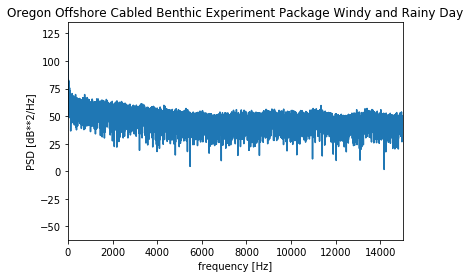 Oregon Offshore Cabled Benthic Experiment Package Windy and Rainy Day
125
100
75
50
25
0
−25
−50
PSD [dB**2/Hz]
0 2000 4000 6000 8000 10000 12000 14000
frequency [Hz]